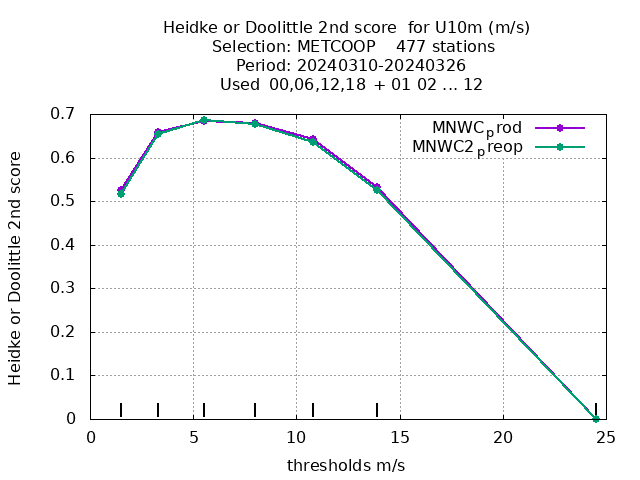 Heidke or Doolittle 2nd score  for U10m (m/s)
Selection: METCOOP    477 stations
Period: 20240310-20240326
Used  00,06,12,18  + 01 02 ... 12
MNWCprod
MNWC2preop
Heidke or Doolittle 2nd score
0.7
0.6
0.5
0.4
0.3
0.2
0.1
0
0 5 10 15 20 25
thresholds m/s